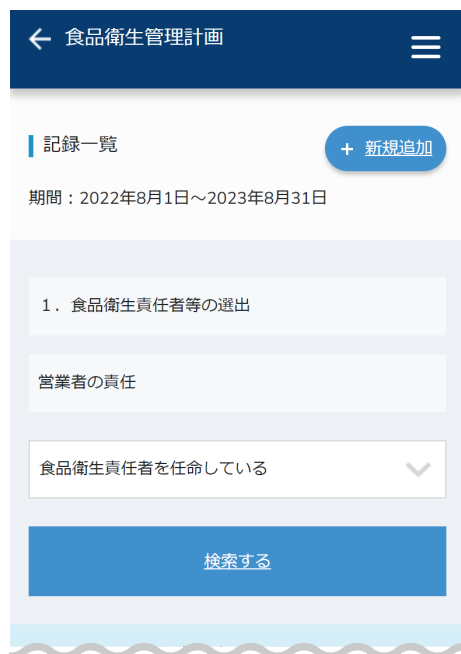 食品衛生管理計画
記録一覧
+ 新規追加
期間：2022年8月1日～2023年8月31日
1．食品衛生責任者等の選出
営業者の責任
食品衛生責任者を任命している
検索する